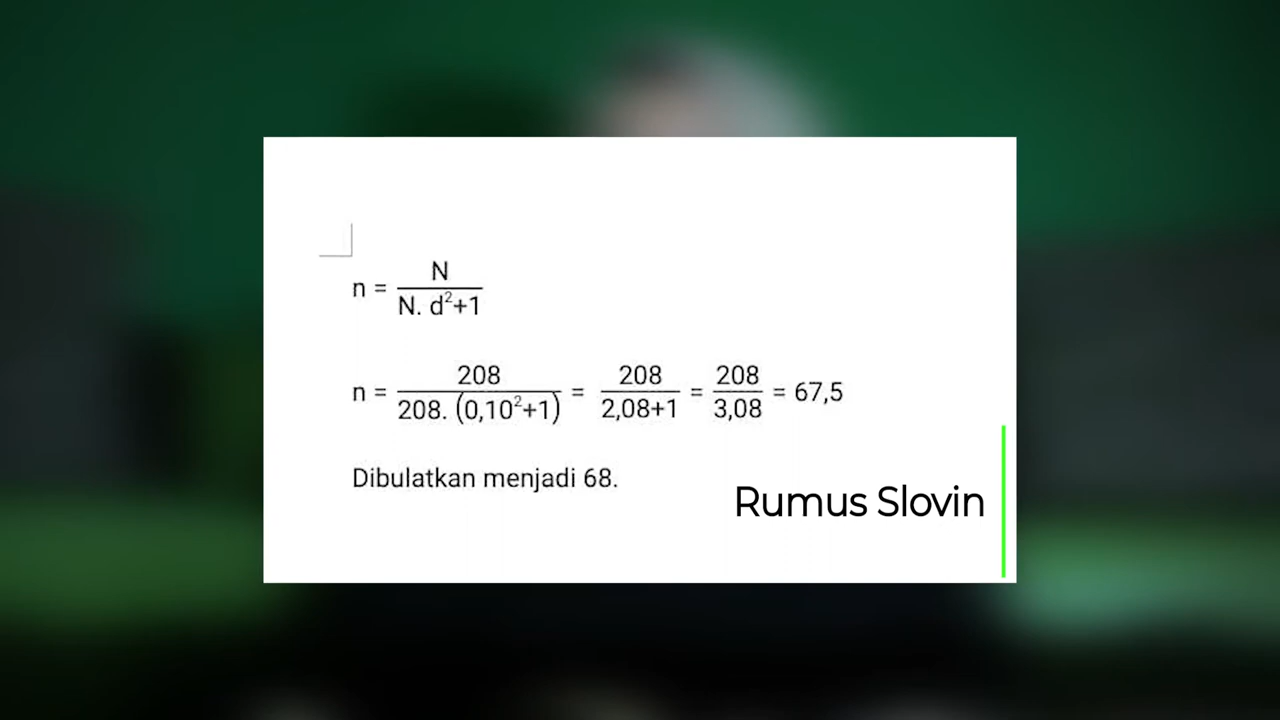 n = N / N. d²+1
n = 208 / 208. (0,10²+1) = 208 / 2,08+1 = 208 / 3,08 = 67,5
Dibulatkan menjadi 68.
Rumus Slovin